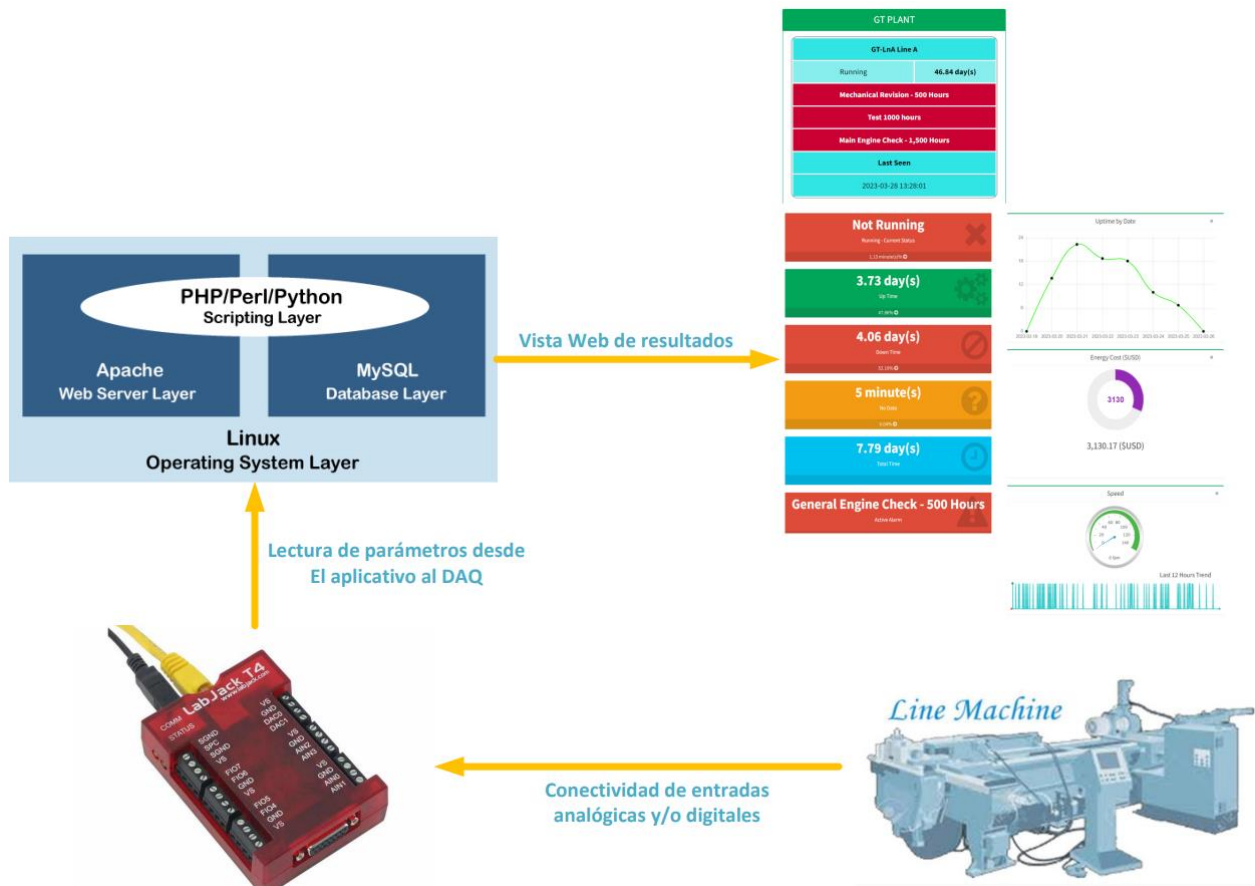 GT PLANT
GT-LnA Line A
Running
46.84 day(s)
Mechanical Revision - 500 Hours
Test 1000 hours
Main Engine Check - 1,500 Hours
Last Seen
2023-03-28 13:28:01
Not Running
Running - Current Status
3.73 day(s)
Up Time
4.06 day(s)
Down Time
5 minute(s)
No Data
7.79 day(s)
Total Time
General Engine Check - 500 Hours
Active Alarm
Uptime by Date
Energy Cost ($USD)
3130
3,130.17 ($USD)
Speed
Last 12 Hours Trend
PHP/Perl/Python
Scripting Layer
Apache
Web Server Layer
MySQL
Database Layer
Linux
Operating System Layer
Vista Web de resultados
Lectura de parámetros desde
El aplicativo al DAQ
LabJack T4
www.labjack.com
COMM
STATUS
SGND
SPC
SGND
VS
FIO7
FIO6
GND
VS
FIO5
FIO4
GND
VS
VS
GND
DAC0
DAC1
VS
GND
AIN2
AIN3
VS
GND
AIN0
AIN1
Conectividad de entradas
analógicas y/o digitales
Line Machine